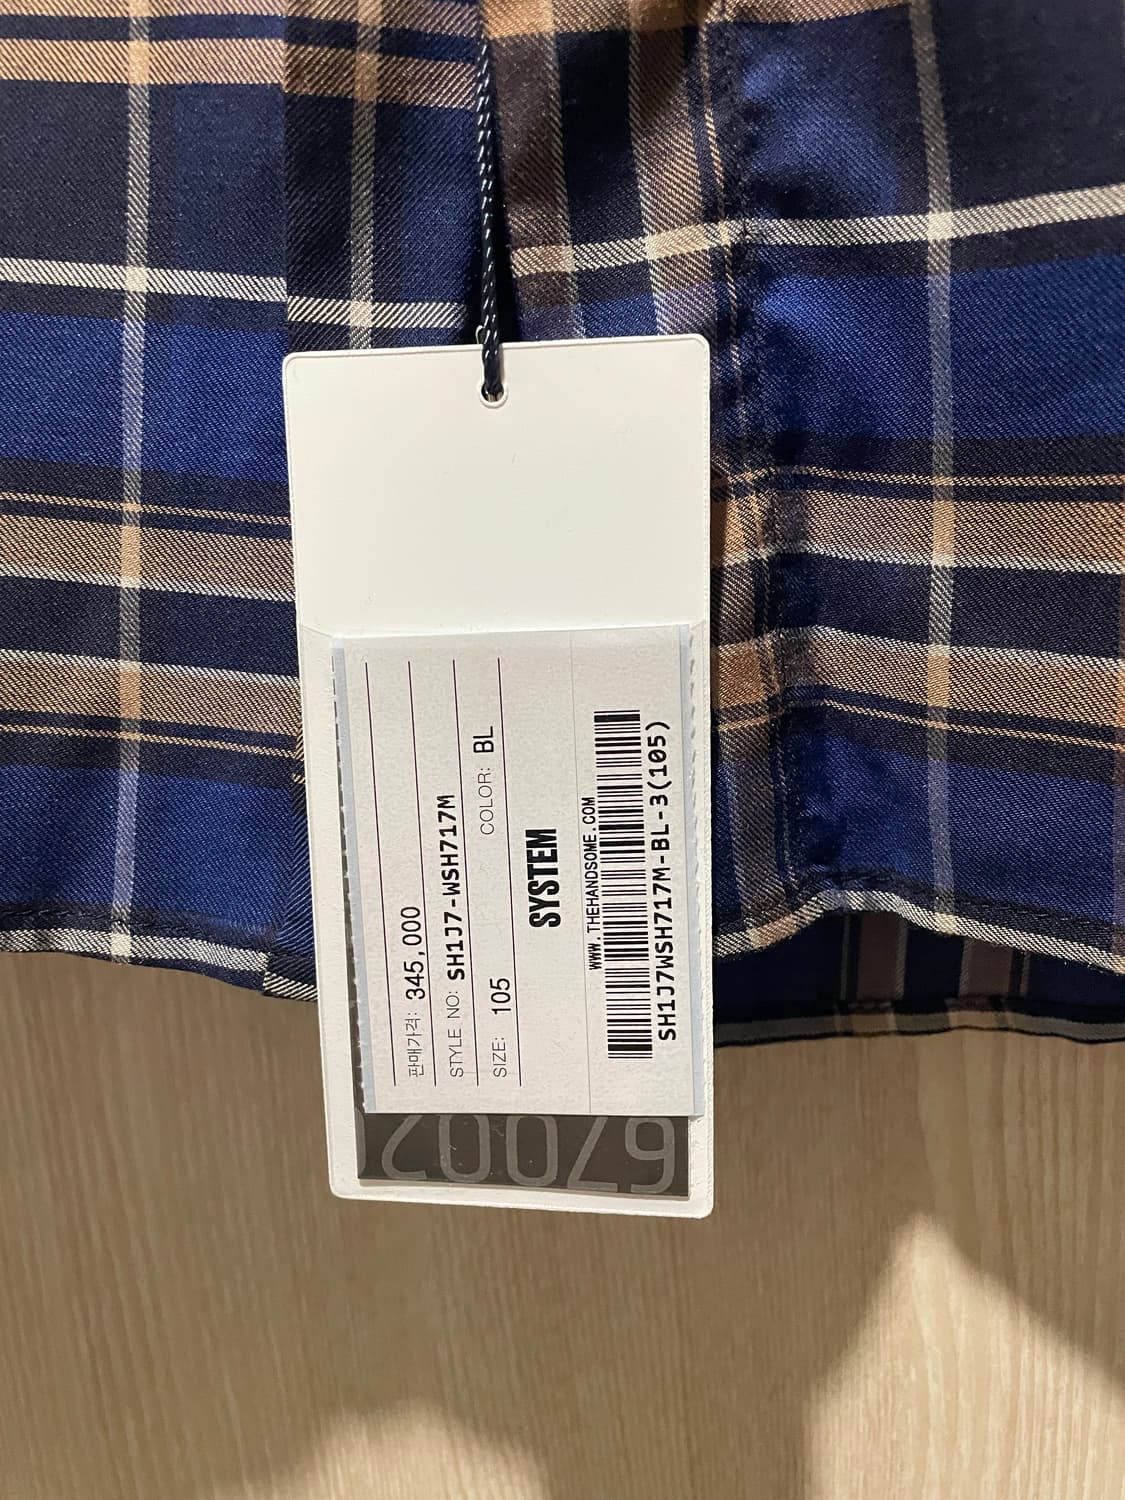 판매가격: 345,000
STYLE NO: SH1J7-WSH717M
SIZE: 105 COLOR: BL
SYSTEM
WWW.THEHANDSOME.COM
SH1J7WSH717M-BL-3(105)
67002